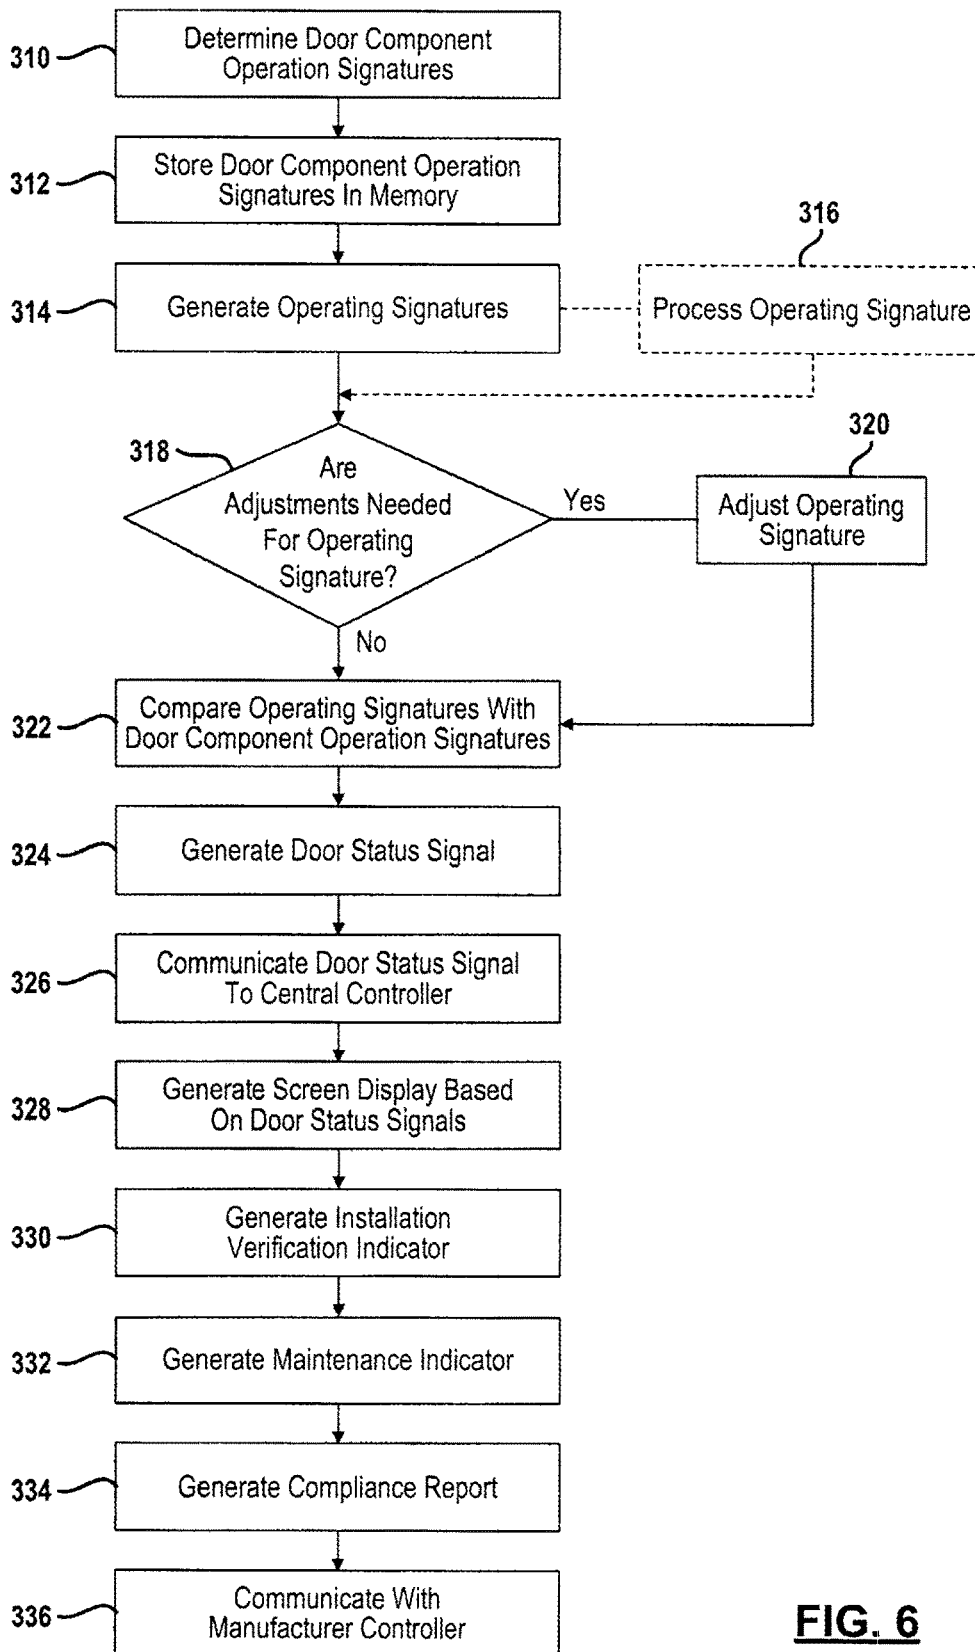 310
Determine Door Component
Operation Signatures
312
Store Door Component Operation
Signatures In Memory
316
314
Generate Operating Signatures
Process Operating Signature
318
Are
Adjustments Needed
For Operating
Signature?
Yes
320
Adjust Operating
Signature
No
322
Compare Operating Signatures With
Door Component Operation Signatures
324
Generate Door Status Signal
326
Communicate Door Status Signal
To Central Controller
328
Generate Screen Display Based
On Door Status Signals
330
Generate Installation
Verification Indicator
332
Generate Maintenance Indicator
334
Generate Compliance Report
336
Communicate With
Manufacturer Controller
FIG. 6